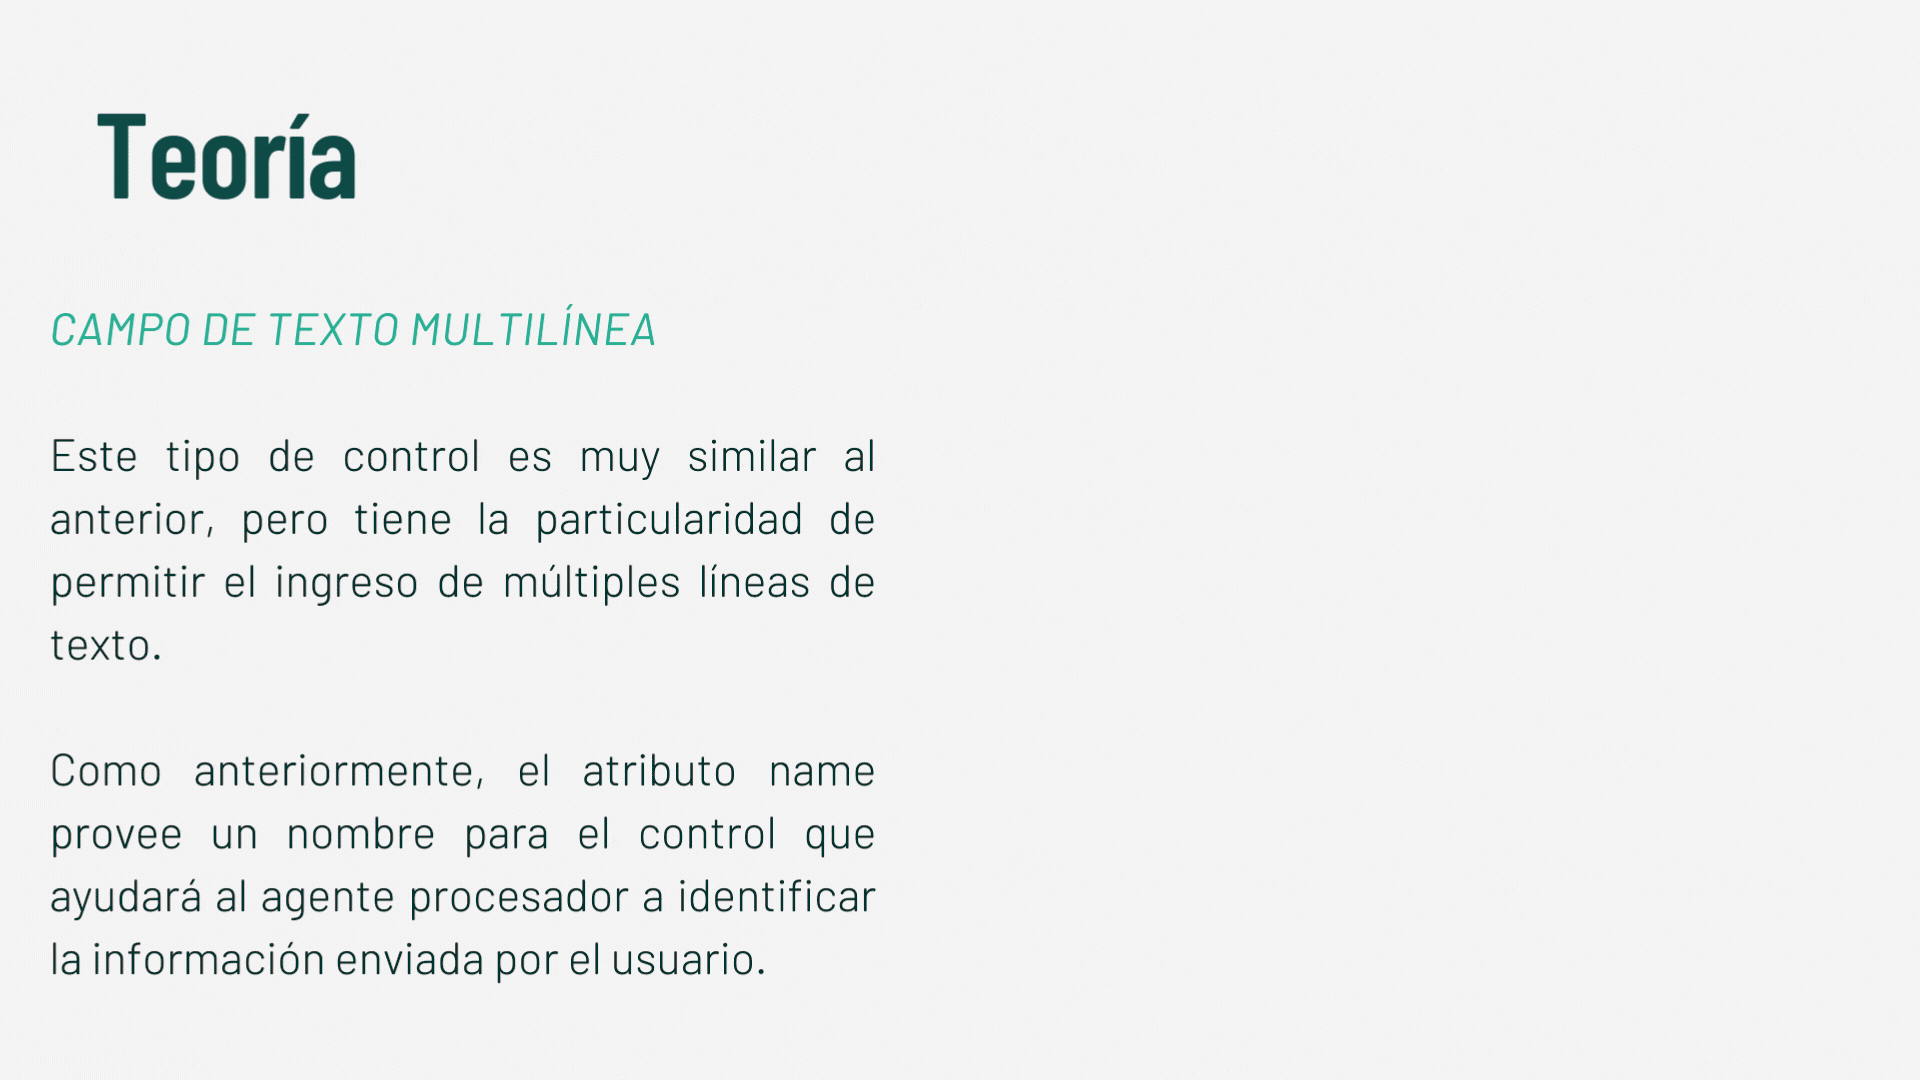 Teoría
CAMPO DE TEXTO MULTILÍNEA
Este tipo de control es muy similar al
anterior, pero tiene la particularidad de
permitir el ingreso de múltiples líneas de
texto.
Como anteriormente, el atributo name
provee un nombre para el control que
ayudará al agente procesador a identificar
la información enviada por el usuario.